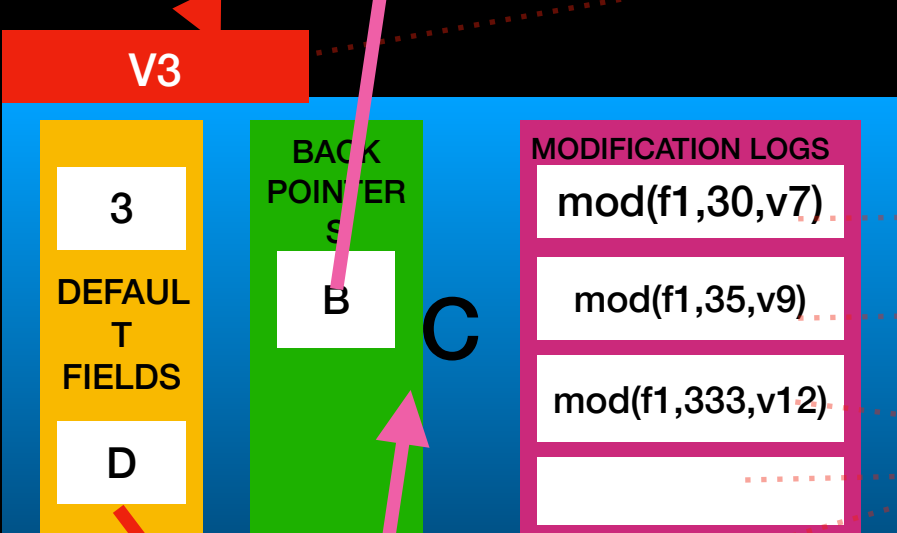 V3
3
DEFAUL
T
FIELDS
D
BACK
POINTER
S
B
C
MODIFICATION LOGS
mod(f1,30,v7)
mod(f1,35,v9)
mod(f1,333,v12)